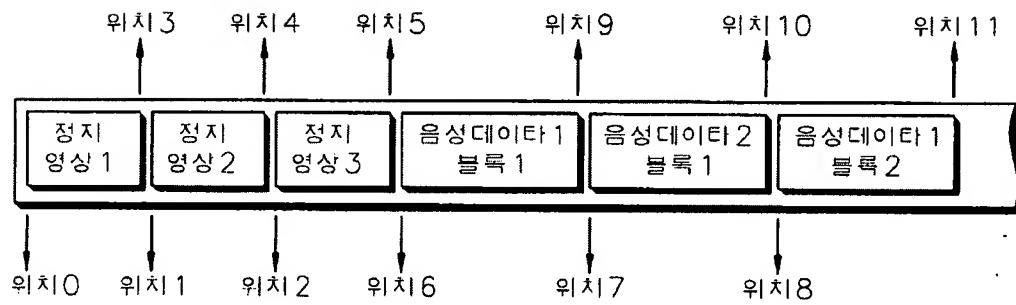 위치3 위치4 위치5 위치9 위치10 위치11
정지
영상1
정지
영상2
정지
영상3
음성데이타1
블록1
음성데이타2
블록1
음성데이타1
블록2
위치0 위치1 위치2 위치6 위치7 위치8